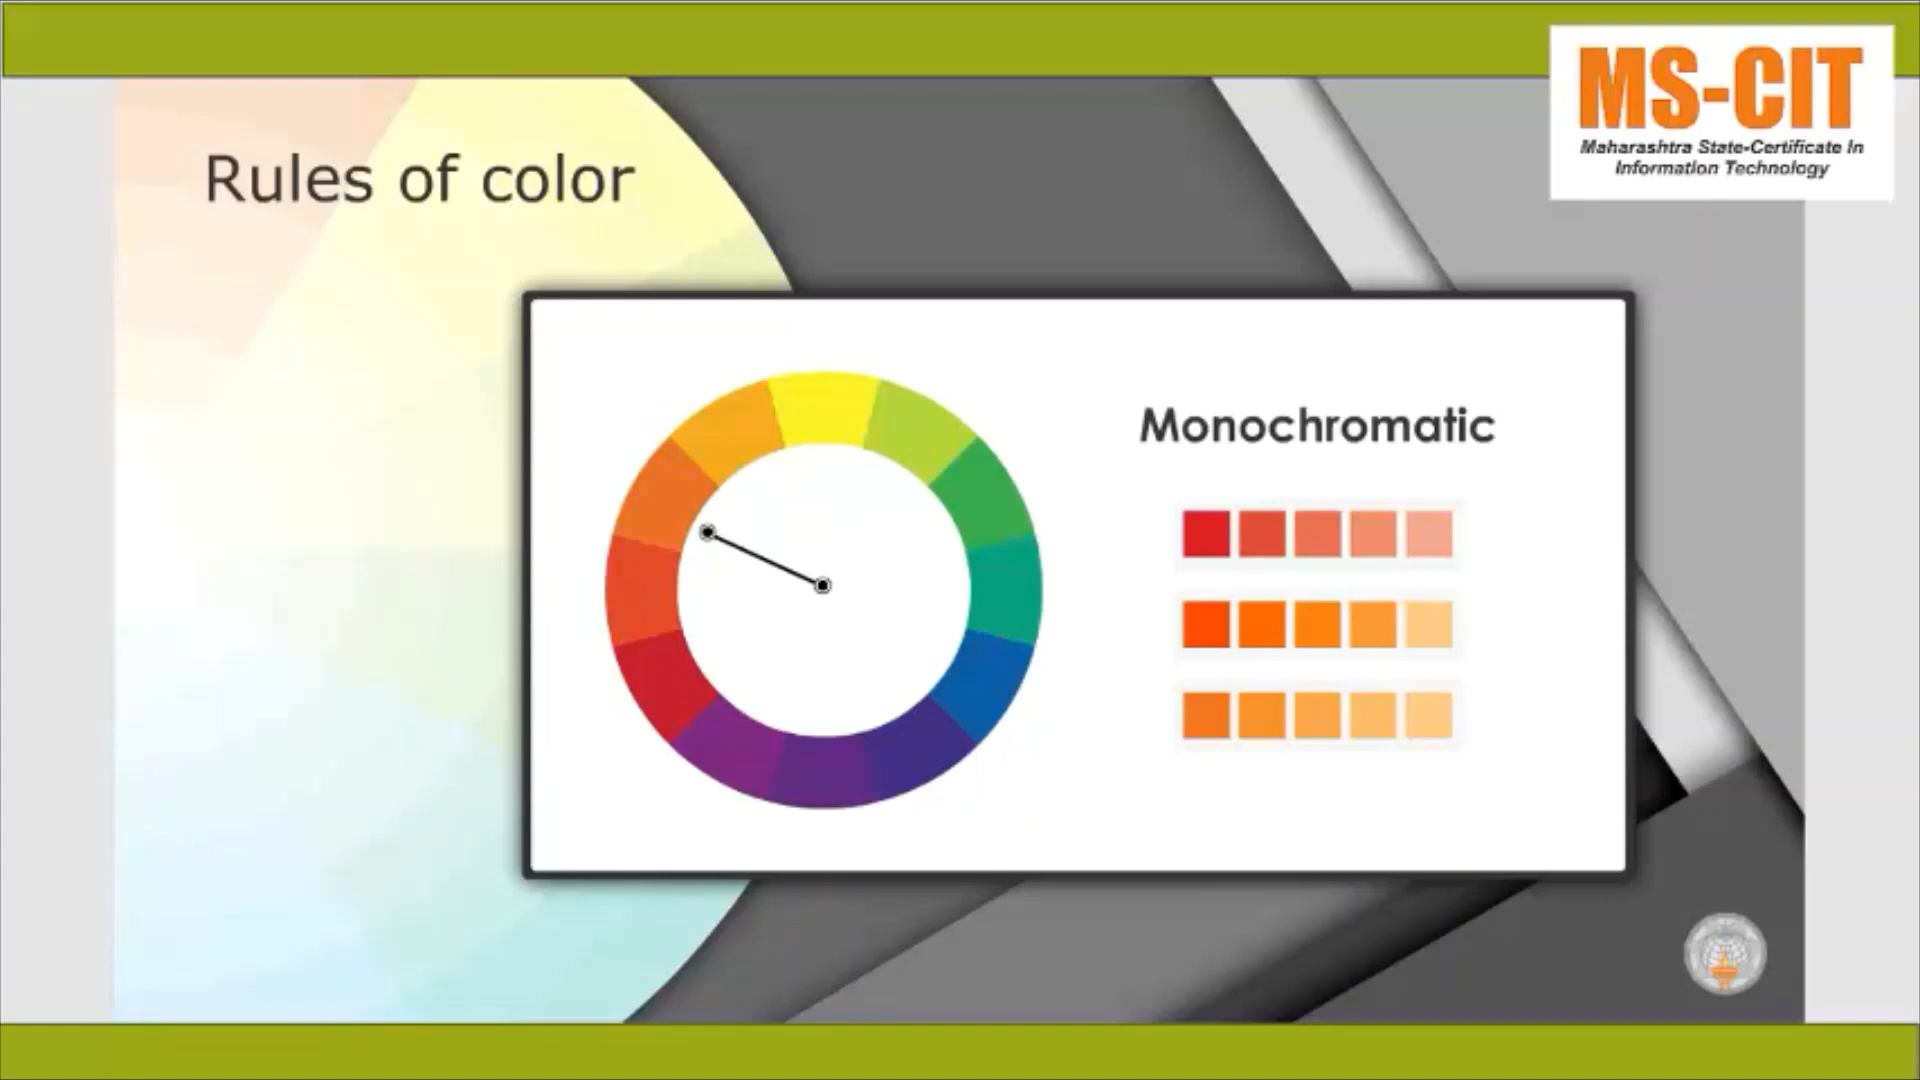 MS-CIT
Maharashtra State-Certificate In
Information Technology
Rules of color
Monochromatic